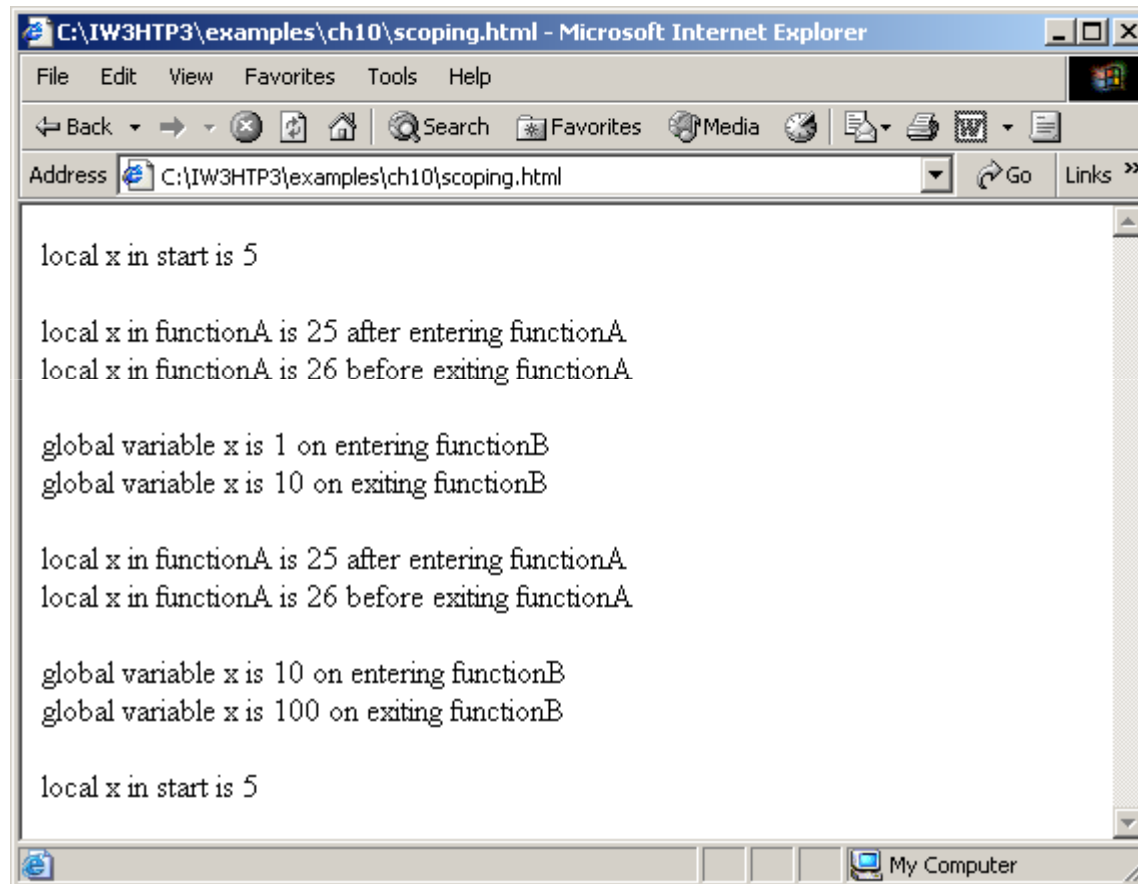 C:\IW3HTP3\examples\ch10\scoping.html - Microsoft Internet Explorer
File Edit View Favorites Tools Help
Back Search Favorites Media
Address C:\IW3HTP3\examples\ch10\scoping.html Go Links »
local x in start is 5
local x in functionA is 25 after entering functionA
local x in functionA is 26 before exiting functionA
global variable x is 1 on entering functionB
global variable x is 10 on exiting functionB
local x in functionA is 25 after entering functionA
local x in functionA is 26 before exiting functionA
global variable x is 10 on entering functionB
global variable x is 100 on exiting functionB
local x in start is 5
My Computer